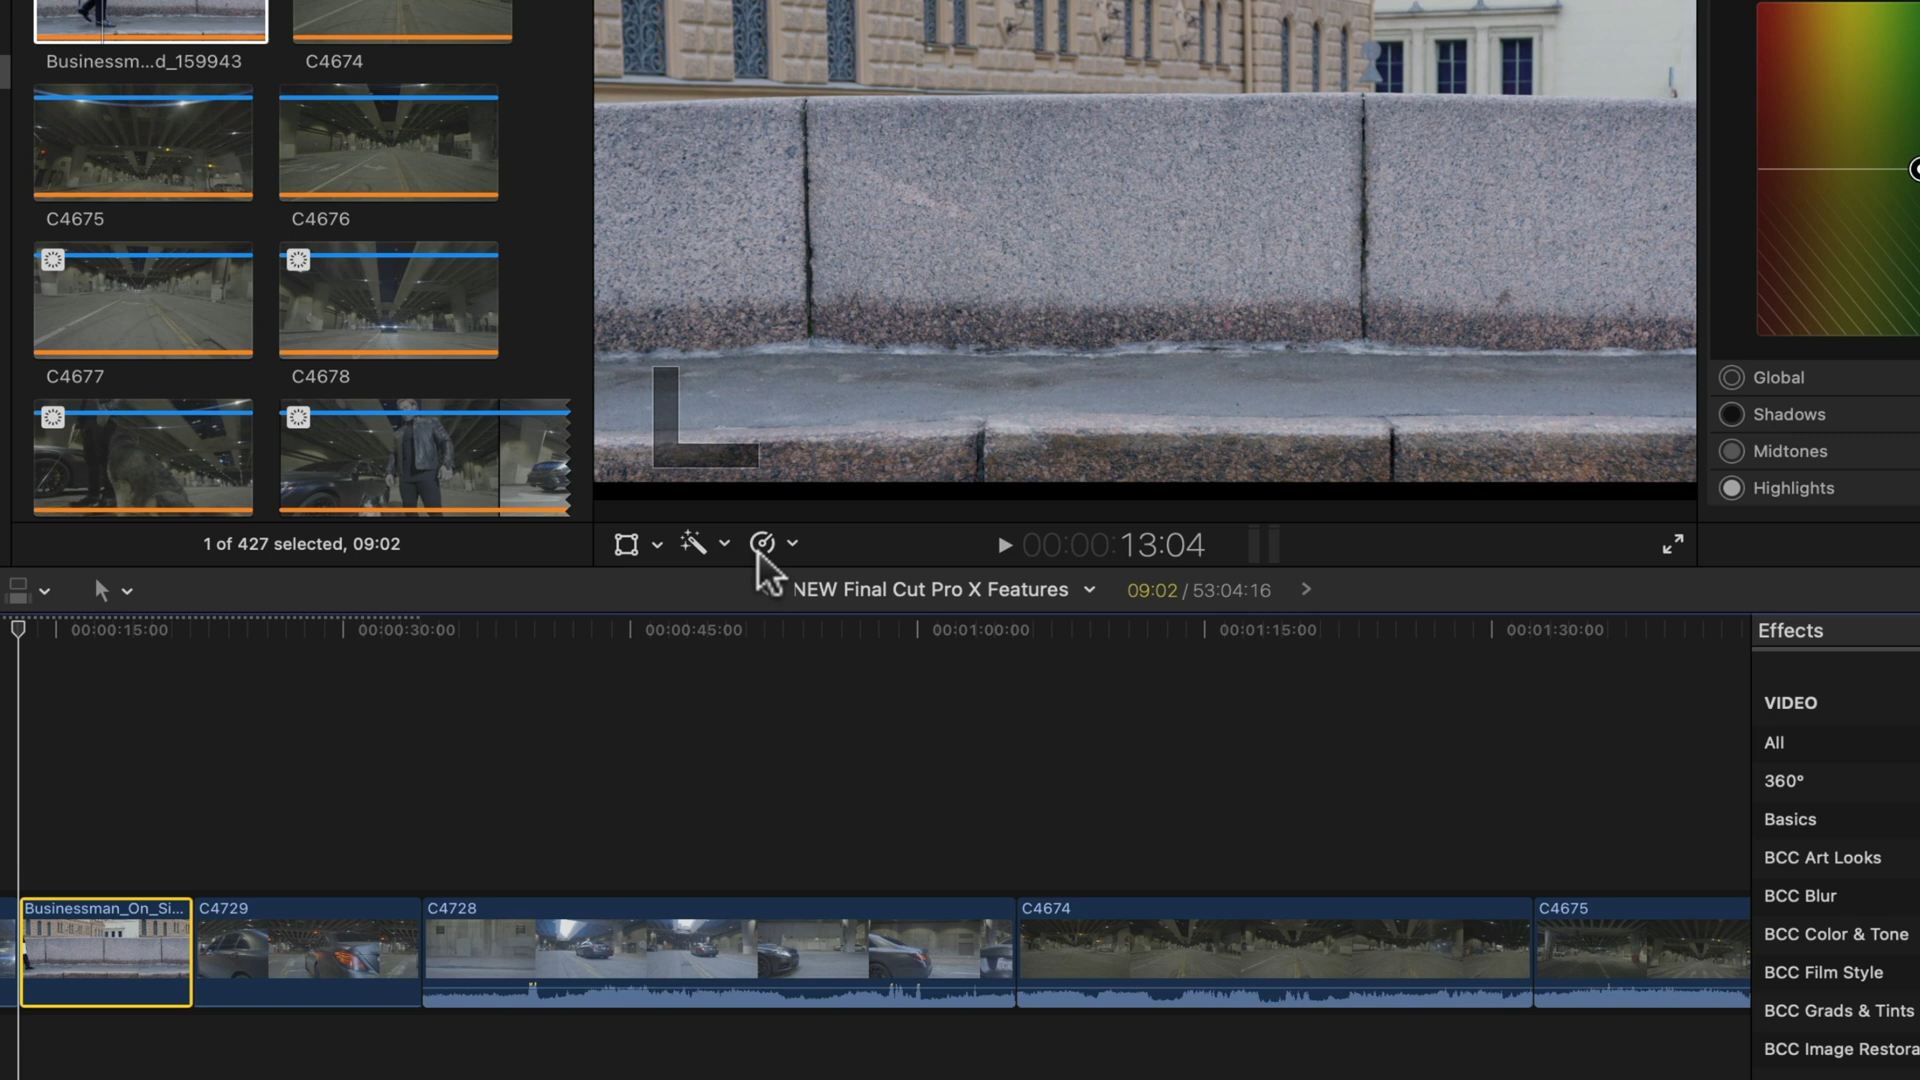 Businessm...d_159943
C4674
C4675
C4676
C4677
C4678
Global
Shadows
Midtones
Highlights
1 of 427 selected, 09:02
00:00:13:04
NEW Final Cut Pro X Features
09:02 / 53:04:16
00:00:15:00
00:00:30:00
00:00:45:00
00:01:00:00
00:01:15:00
00:01:30:00
Effects
VIDEO
All
360°
Basics
BCC Art Looks
BCC Blur
BCC Color & Tone
BCC Film Style
BCC Grads & Tints
BCC Image Restora
Businessman_On_Si...
C4729
C4728
C4674
C4675